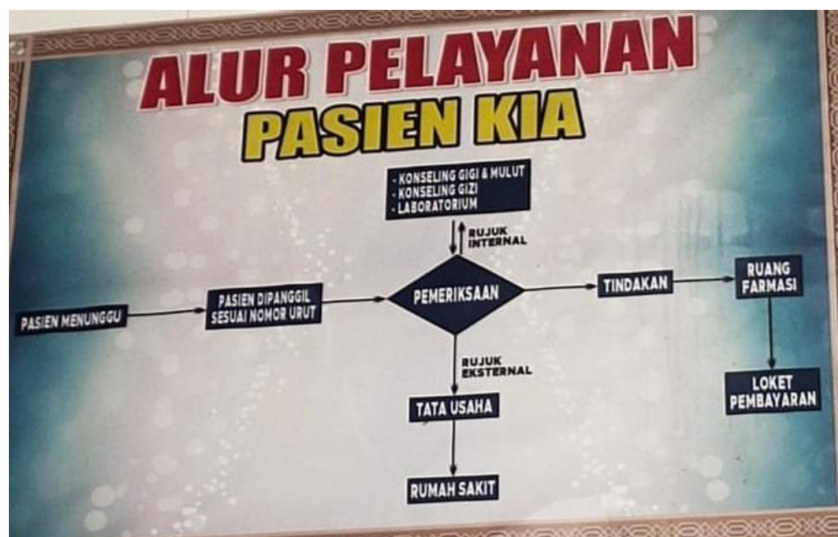 ALUR PELAYANAN
PASIEN KIA
- KONSELING GIGI & MULUT
- KONSELING GIZI
- LABORATORIUM
RUJUK
INTERNAL
PASIEN MENUNGGU
PASIEN DIPANGGIL
SESUAI NOMOR URUT
PEMERIKSAAN
TINDAKAN
RUANG
FARMASI
RUJUK
EKSTERNAL
TATA USAHA
LOKET
PEMBAYARAN
RUMAH SAKIT